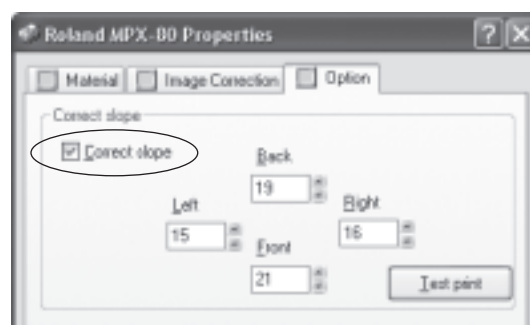 Roland MPX-80 Properties
Material Image Correction Option
Correct slope
Correct slope
Back
19
Left Right
15 16
Front
21 Test print